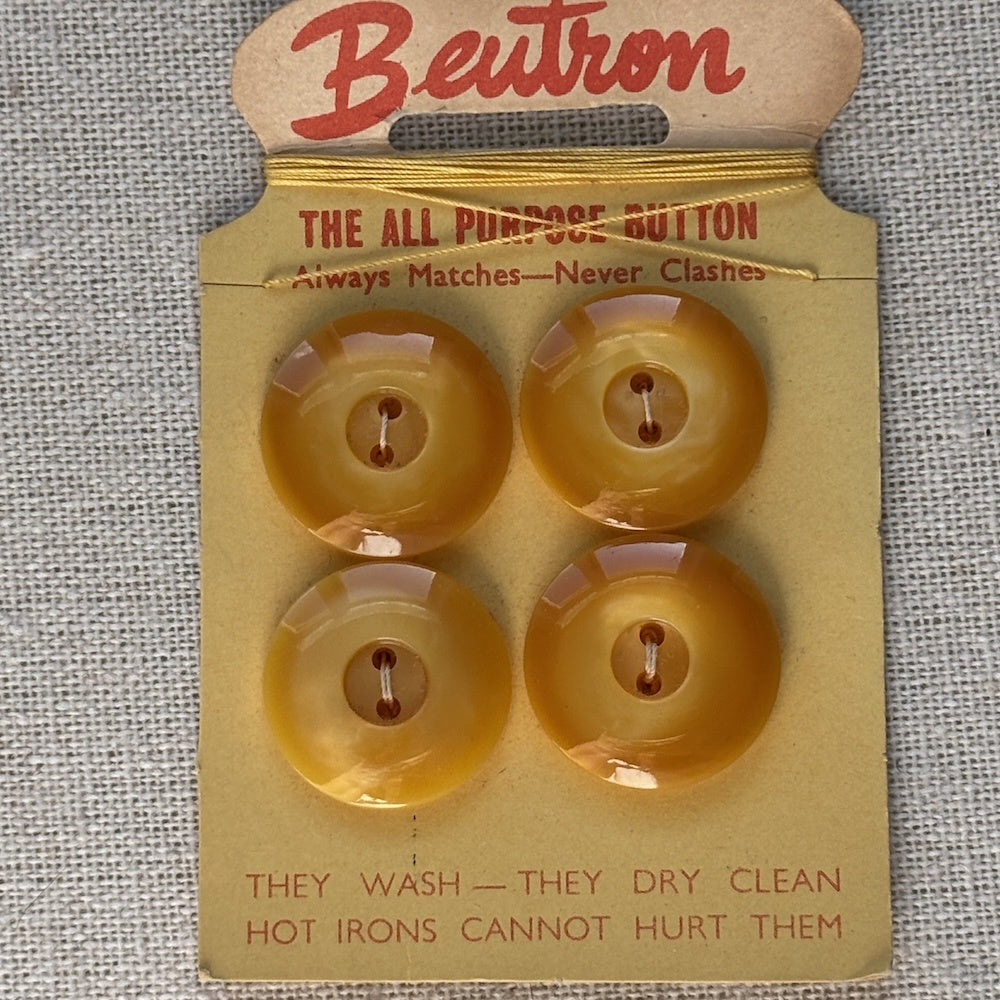 Beutron
THE ALL PURPOSE BUTTON
Always Matches—Never Clashes
THEY WASH — THEY DRY CLEAN
HOT IRONS CANNOT HURT THEM